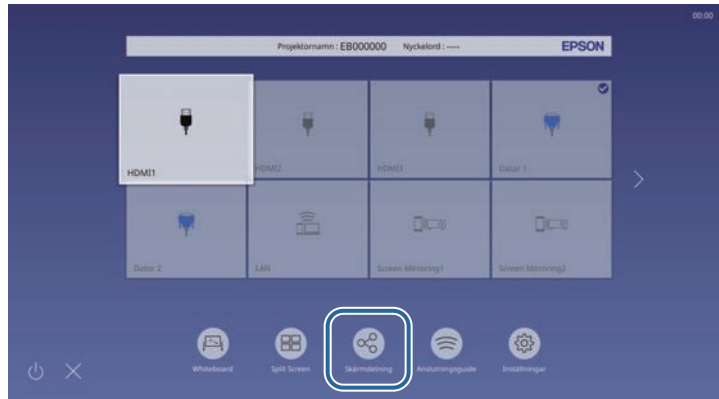 00:00
Projektornamn : EB000000 Nyckelord : ---- EPSON
HDMI1 HDMI2 HDMI3 Dator 1
Dator 2 LAN Screen Mirroring1 Screen Mirroring2
Whiteboard Split Screen Skärmdelning Anslutningsguide Inställningar